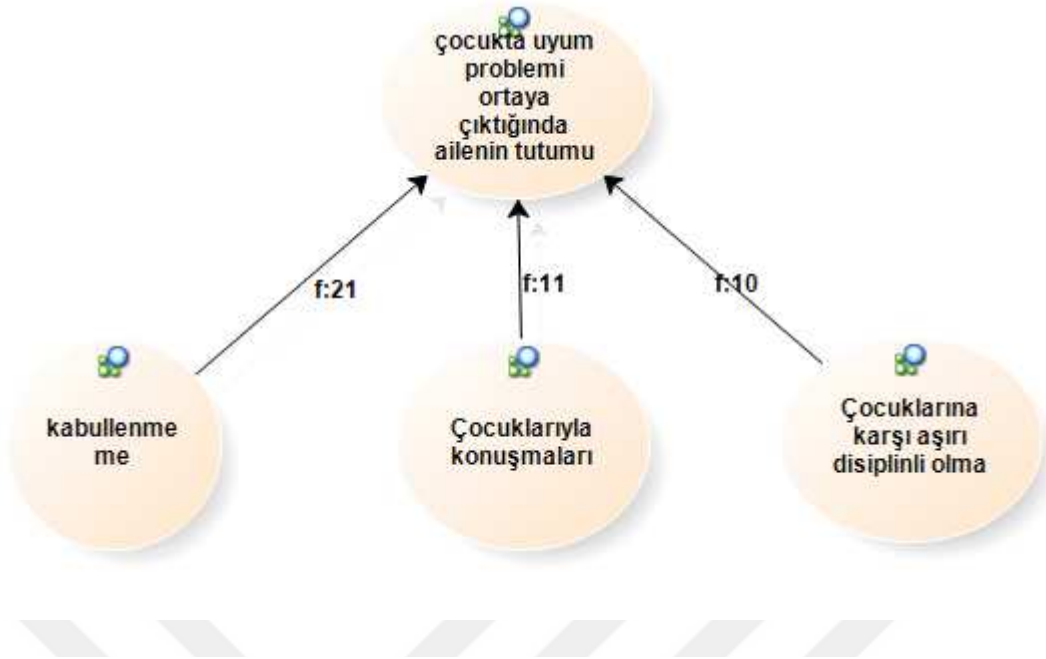 çocukta uyum
problemi
ortaya
çıktığında
ailenin tutumu
f:21
f:11
f:10
kabullenme
me
Çocuklarıyla
konuşmaları
Çocuklarına
karşı aşırı
disiplinli olma